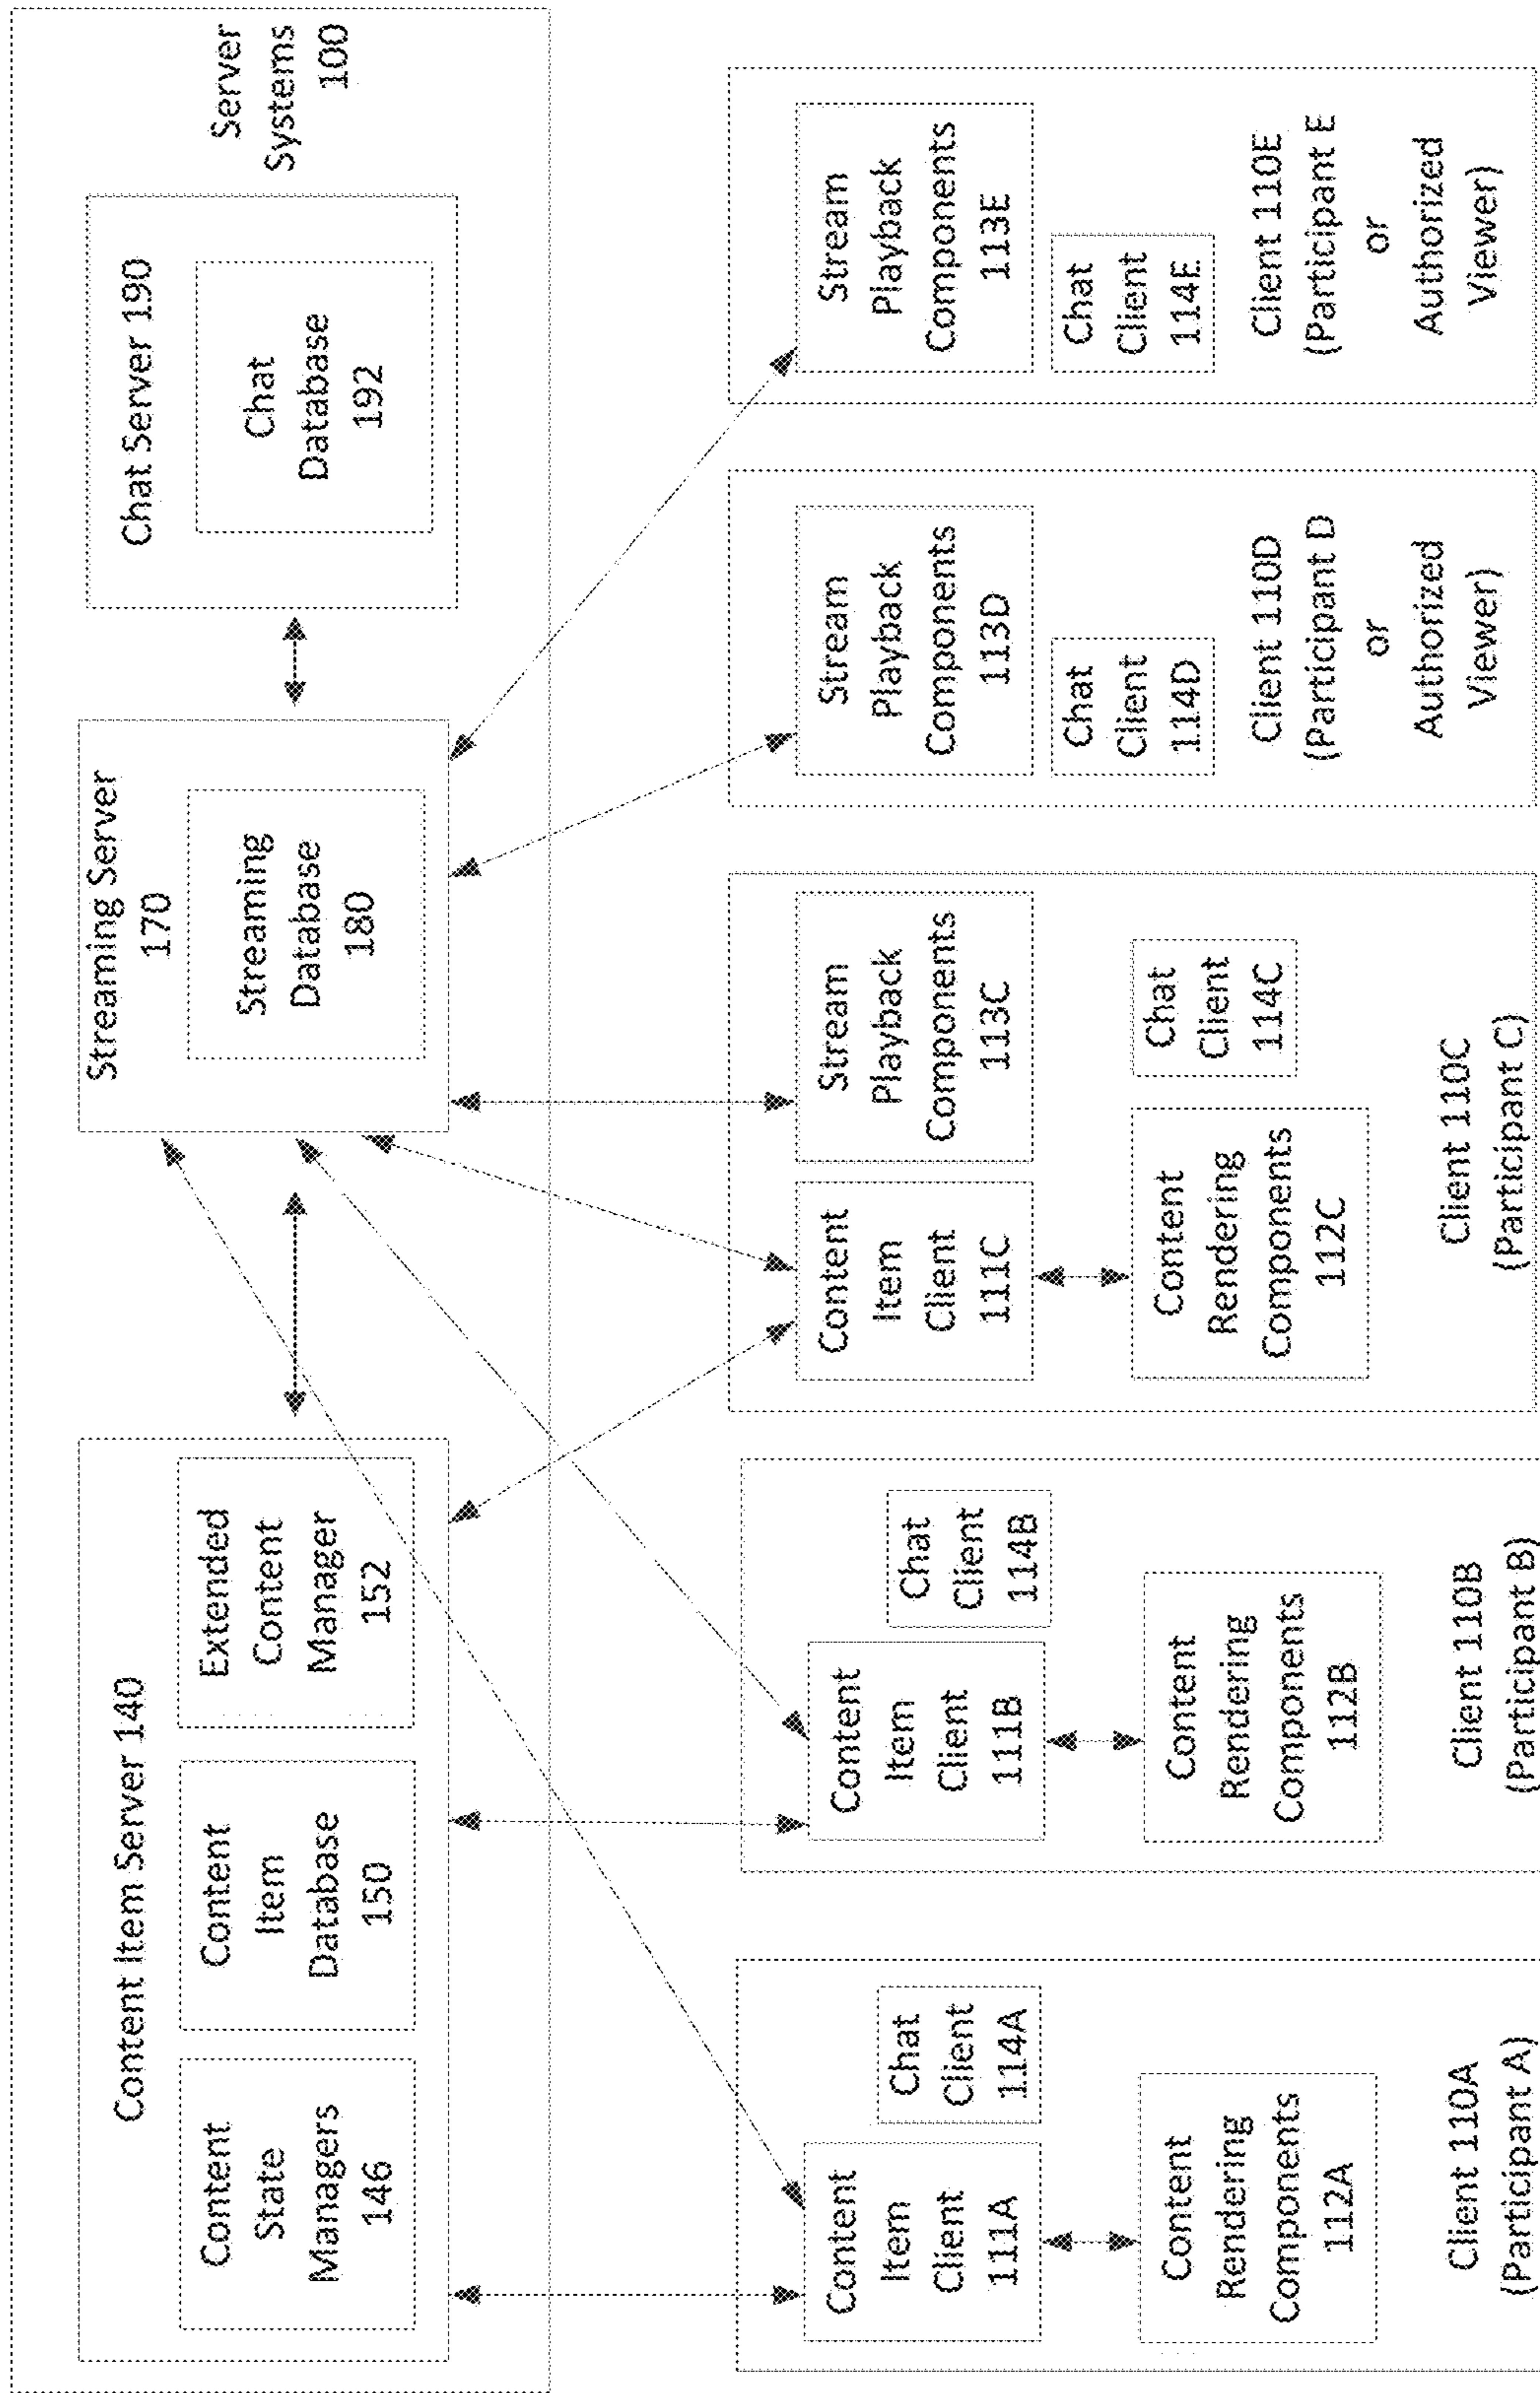 Server
Systems
100
Content Item Server 140
Content
State
Managers
146
Content
Item
Database
150
Extended
Content
Manager
152
Streaming Server
170
Streaming
Database
180
Chat Server 190
Chat
Database
192
Content
Item
Client
111A
Chat
Client
114A
Content
Rendering
Components
112A
Client 110A
(Participant A)
Content
Item
Client
111B
Chat
Client
114B
Content
Rendering
Components
112B
Client 110B
(Participant B)
Content
Item
Client
111C
Stream
Playback
Components
113C
Content
Rendering
Components
112C
Chat
Client
114C
Client 110C
(Participant C)
Stream
Playback
Components
113D
Chat
Client
114D
Client 110D
(Participant D
or
Authorized
Viewer)
Stream
Playback
Components
113E
Chat
Client
114E
Client 110E
(Participant E
or
Authorized
Viewer)